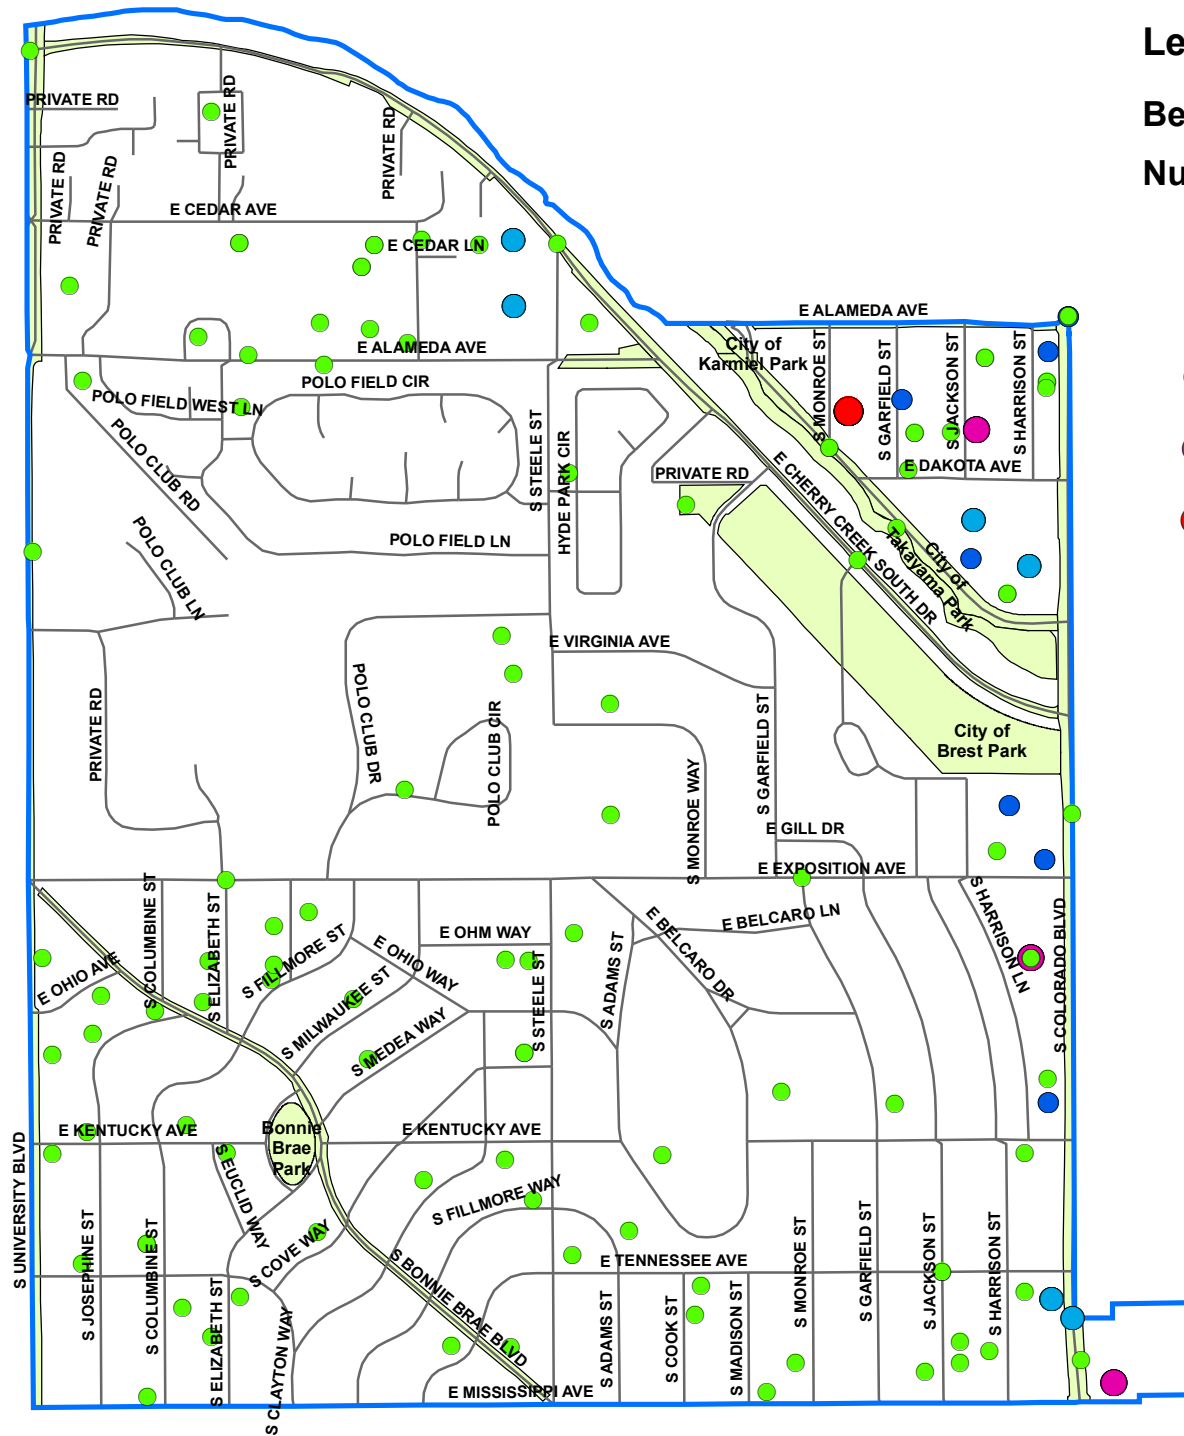 Le
Be
Nu
PRIVATE RD
PRIVATE RD
PRIVATE RD
PRIVATE RD
PRIVATE RD
E CEDAR AVE
E CEDAR LN
E ALAMEDA AVE
E ALAMEDA AVE
City of
Karmiel Park
S MONROE ST
S GARFIELD ST
S JACKSON ST
S HARRISON ST
POLO FIELD CIR
POLO FIELD WEST LN
POLO CLUB RD
S STEELE ST
HYDE PARK CIR
PRIVATE RD
E DAKOTA AVE
E CHERRY CREEK SOUTH DR
City of
Takayama Park
POLO FIELD LN
POLO CLUB LN
E VIRGINIA AVE
PRIVATE RD
POLO CLUB DR
POLO CLUB CIR
S MONROE WAY
S GARFIELD ST
City of
Brest Park
E GILL DR
E EXPOSITION AVE
S COLUMBINE ST
S ELIZABETH ST
S FILLMORE ST
E OHIO AVE
E OHM WAY
E OHIO WAY
S MILWAUKEE ST
S MEDEA WAY
S STEELE ST
S ADAMS ST
E BELCARO LN
E BELCARO DR
S HARRISON LN
S COLORADO BLVD
E KENTUCKY AVE
Bonnie
Brae
Park
E KENTUCKY AVE
S UNIVERSITY BLVD
S EUCLID WAY
S FILLMORE WAY
S COVE WAY
S BONNIE BRAE BLVD
E TENNESSEE AVE
S JOSEPHINE ST
S COLUMBINE ST
S ELIZABETH ST
S CLAYTON WAY
S ADAMS ST
S COOK ST
S MADISON ST
S MONROE ST
S GARFIELD ST
S JACKSON ST
S HARRISON ST
E MISSISSIPPI AVE